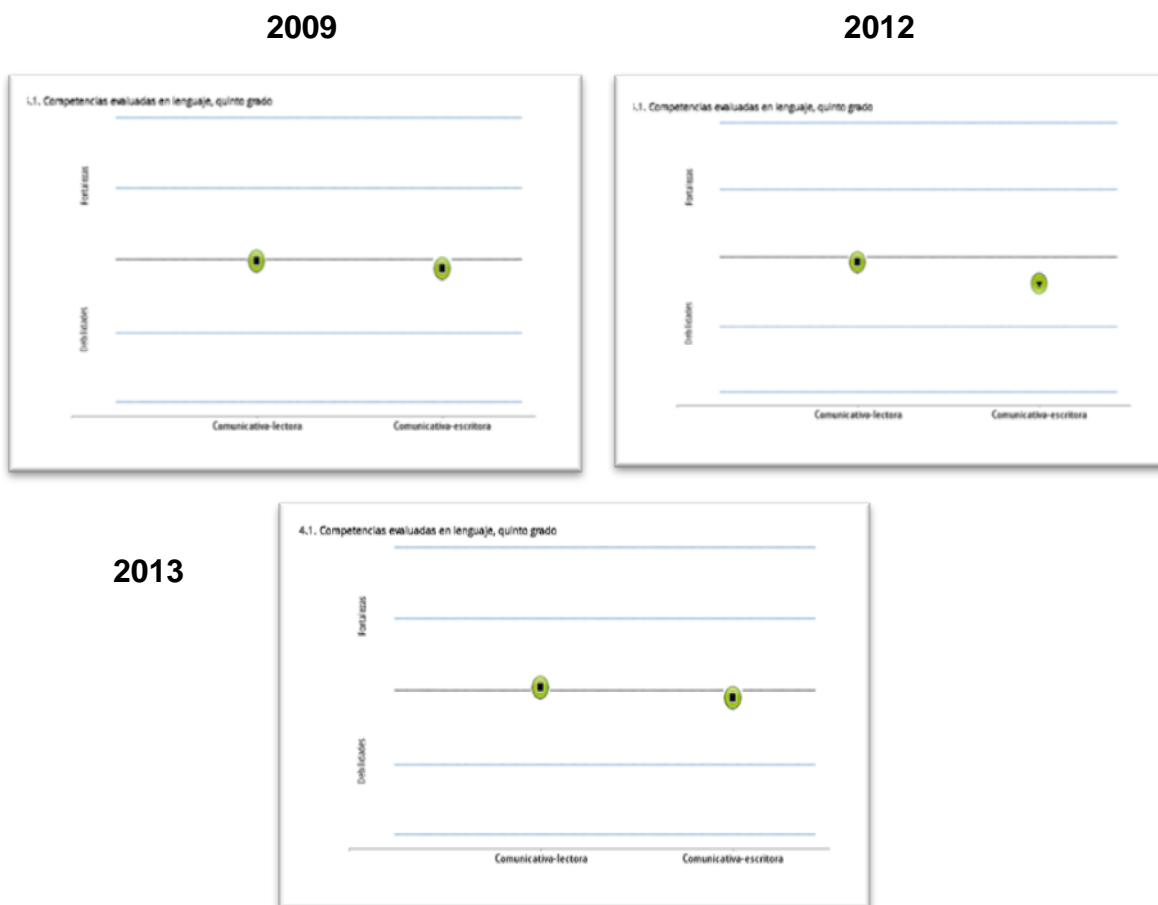 2009
2012
.1. Competencias evaluadas en lenguaje, quinto grado
Fortalezas
Debilidades
Comunicativa-lectora Comunicativa-escritora
.1. Competencias evaluadas en lenguaje, quinto grado
Fortalezas
Debilidades
Comunicativa-lectora Comunicativa-escritora
2013
4.1. Competencias evaluadas en lenguaje, quinto grado
Fortalezas
Debilidades
Comunicativa-lectora Comunicativa-escritora